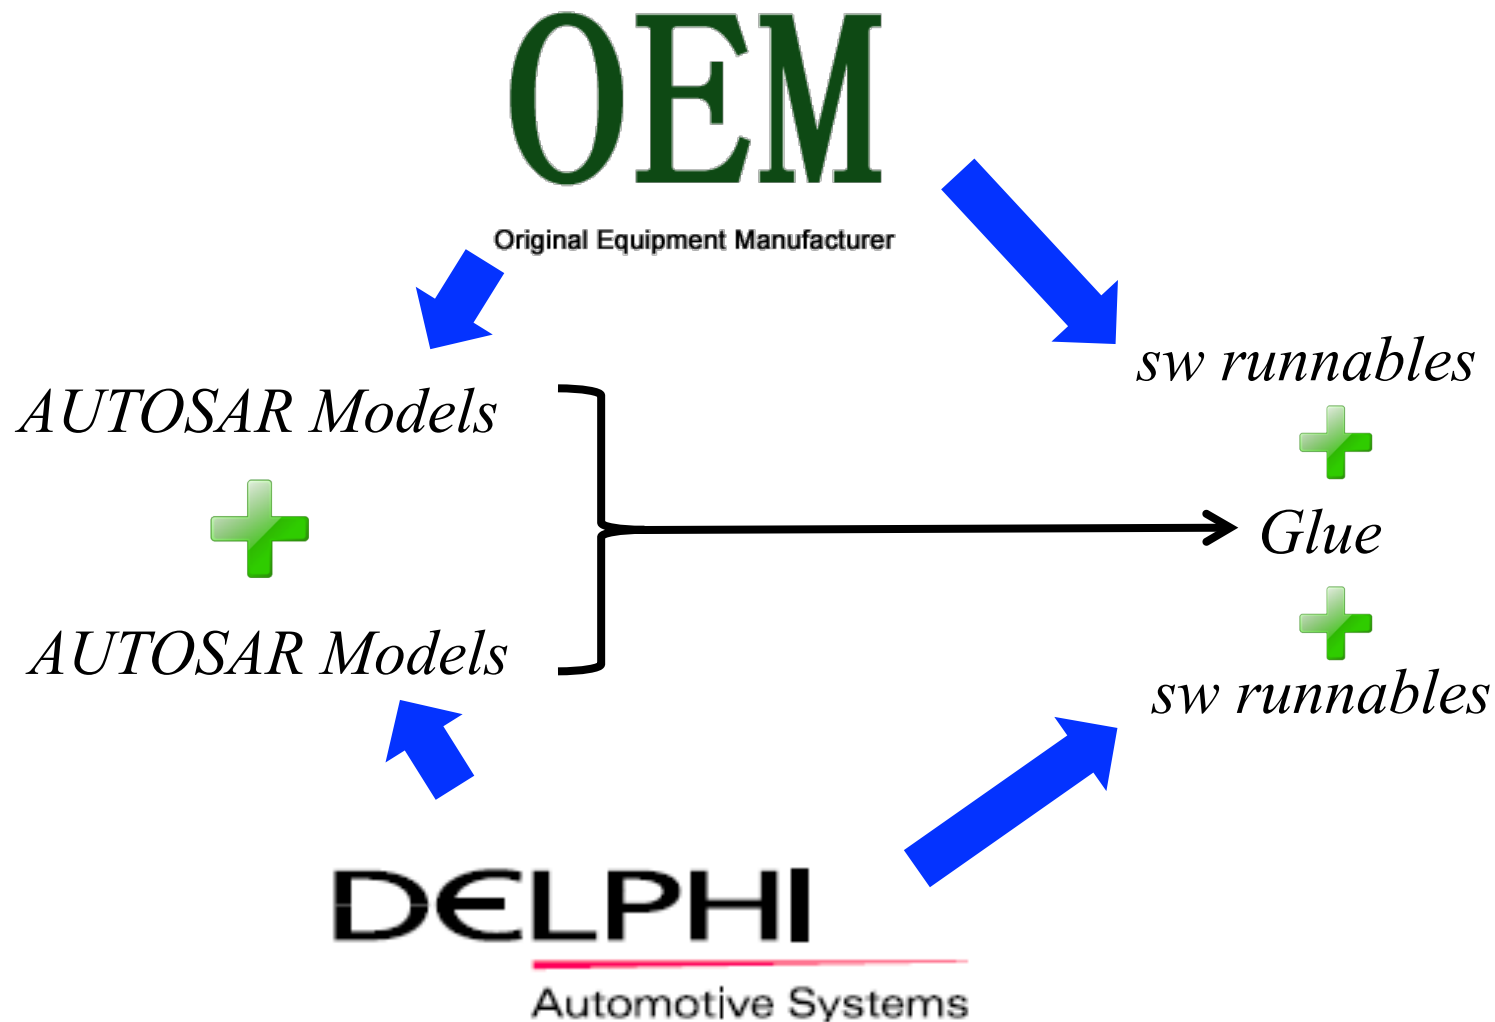 OEM
Original Equipment Manufacturer
AUTOSAR Models
AUTOSAR Models
sw runnables
Glue
sw runnables
DELPHI
Automotive Systems